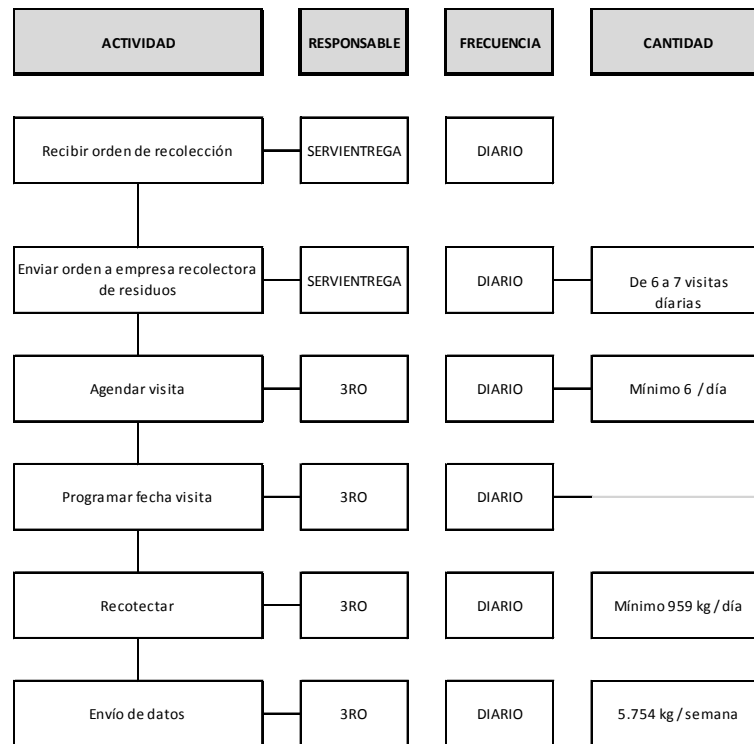 ACTIVIDAD RESPONSABLE FRECUENCIA CANTIDAD
Recibir orden de recolección SERVIENTREGA DIARIO
Enviar orden a empresa recolectora
de residuos
SERVIENTREGA DIARIO
De 6 a 7 visitas
díarias
Agendar visita 3RO DIARIO Mínimo 6 / día
Programar fecha visita 3RO DIARIO
Recotectar 3RO DIARIO Mínimo 959 kg / día
Envío de datos 3RO DIARIO 5.754 kg / semana